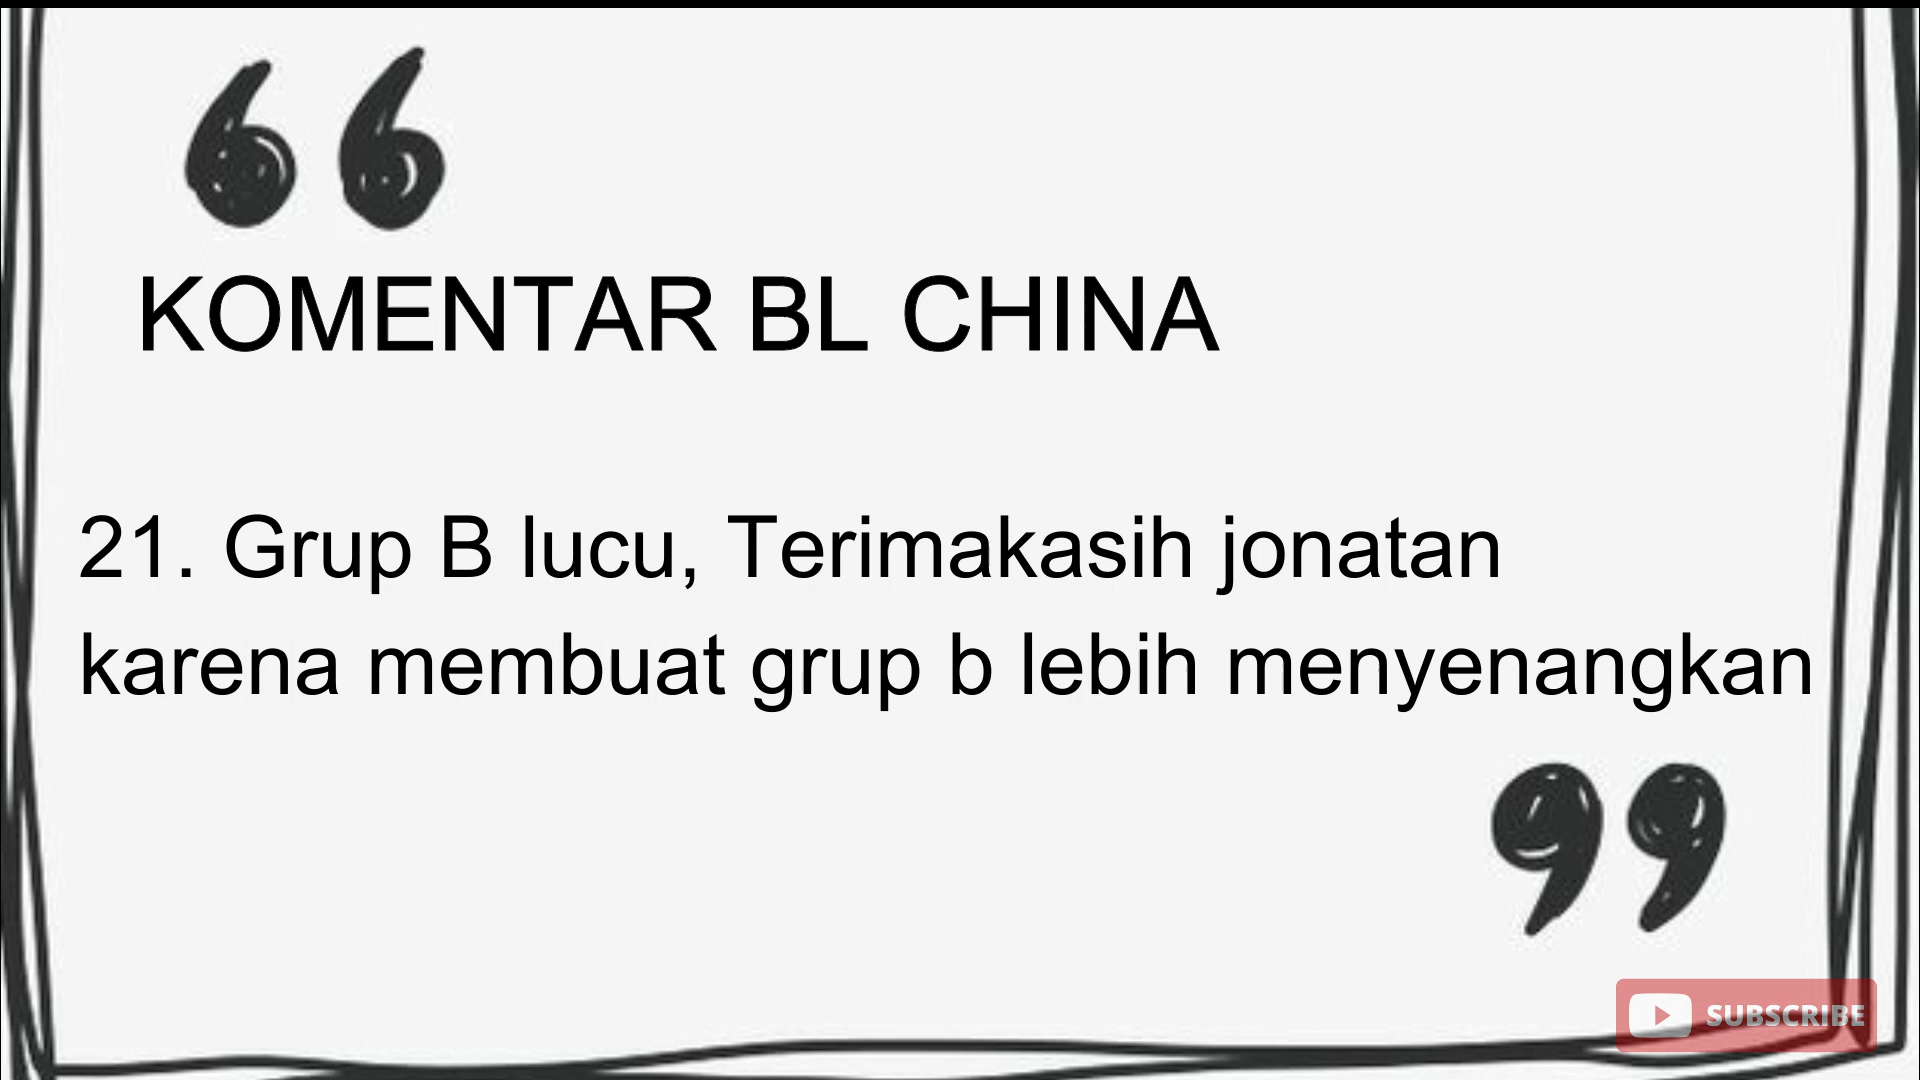 KOMENTAR BL CHINA
21. Grup B lucu, Terimakasih jonatan
karena membuat grup b lebih menyenangkan
SUBSCRIBE